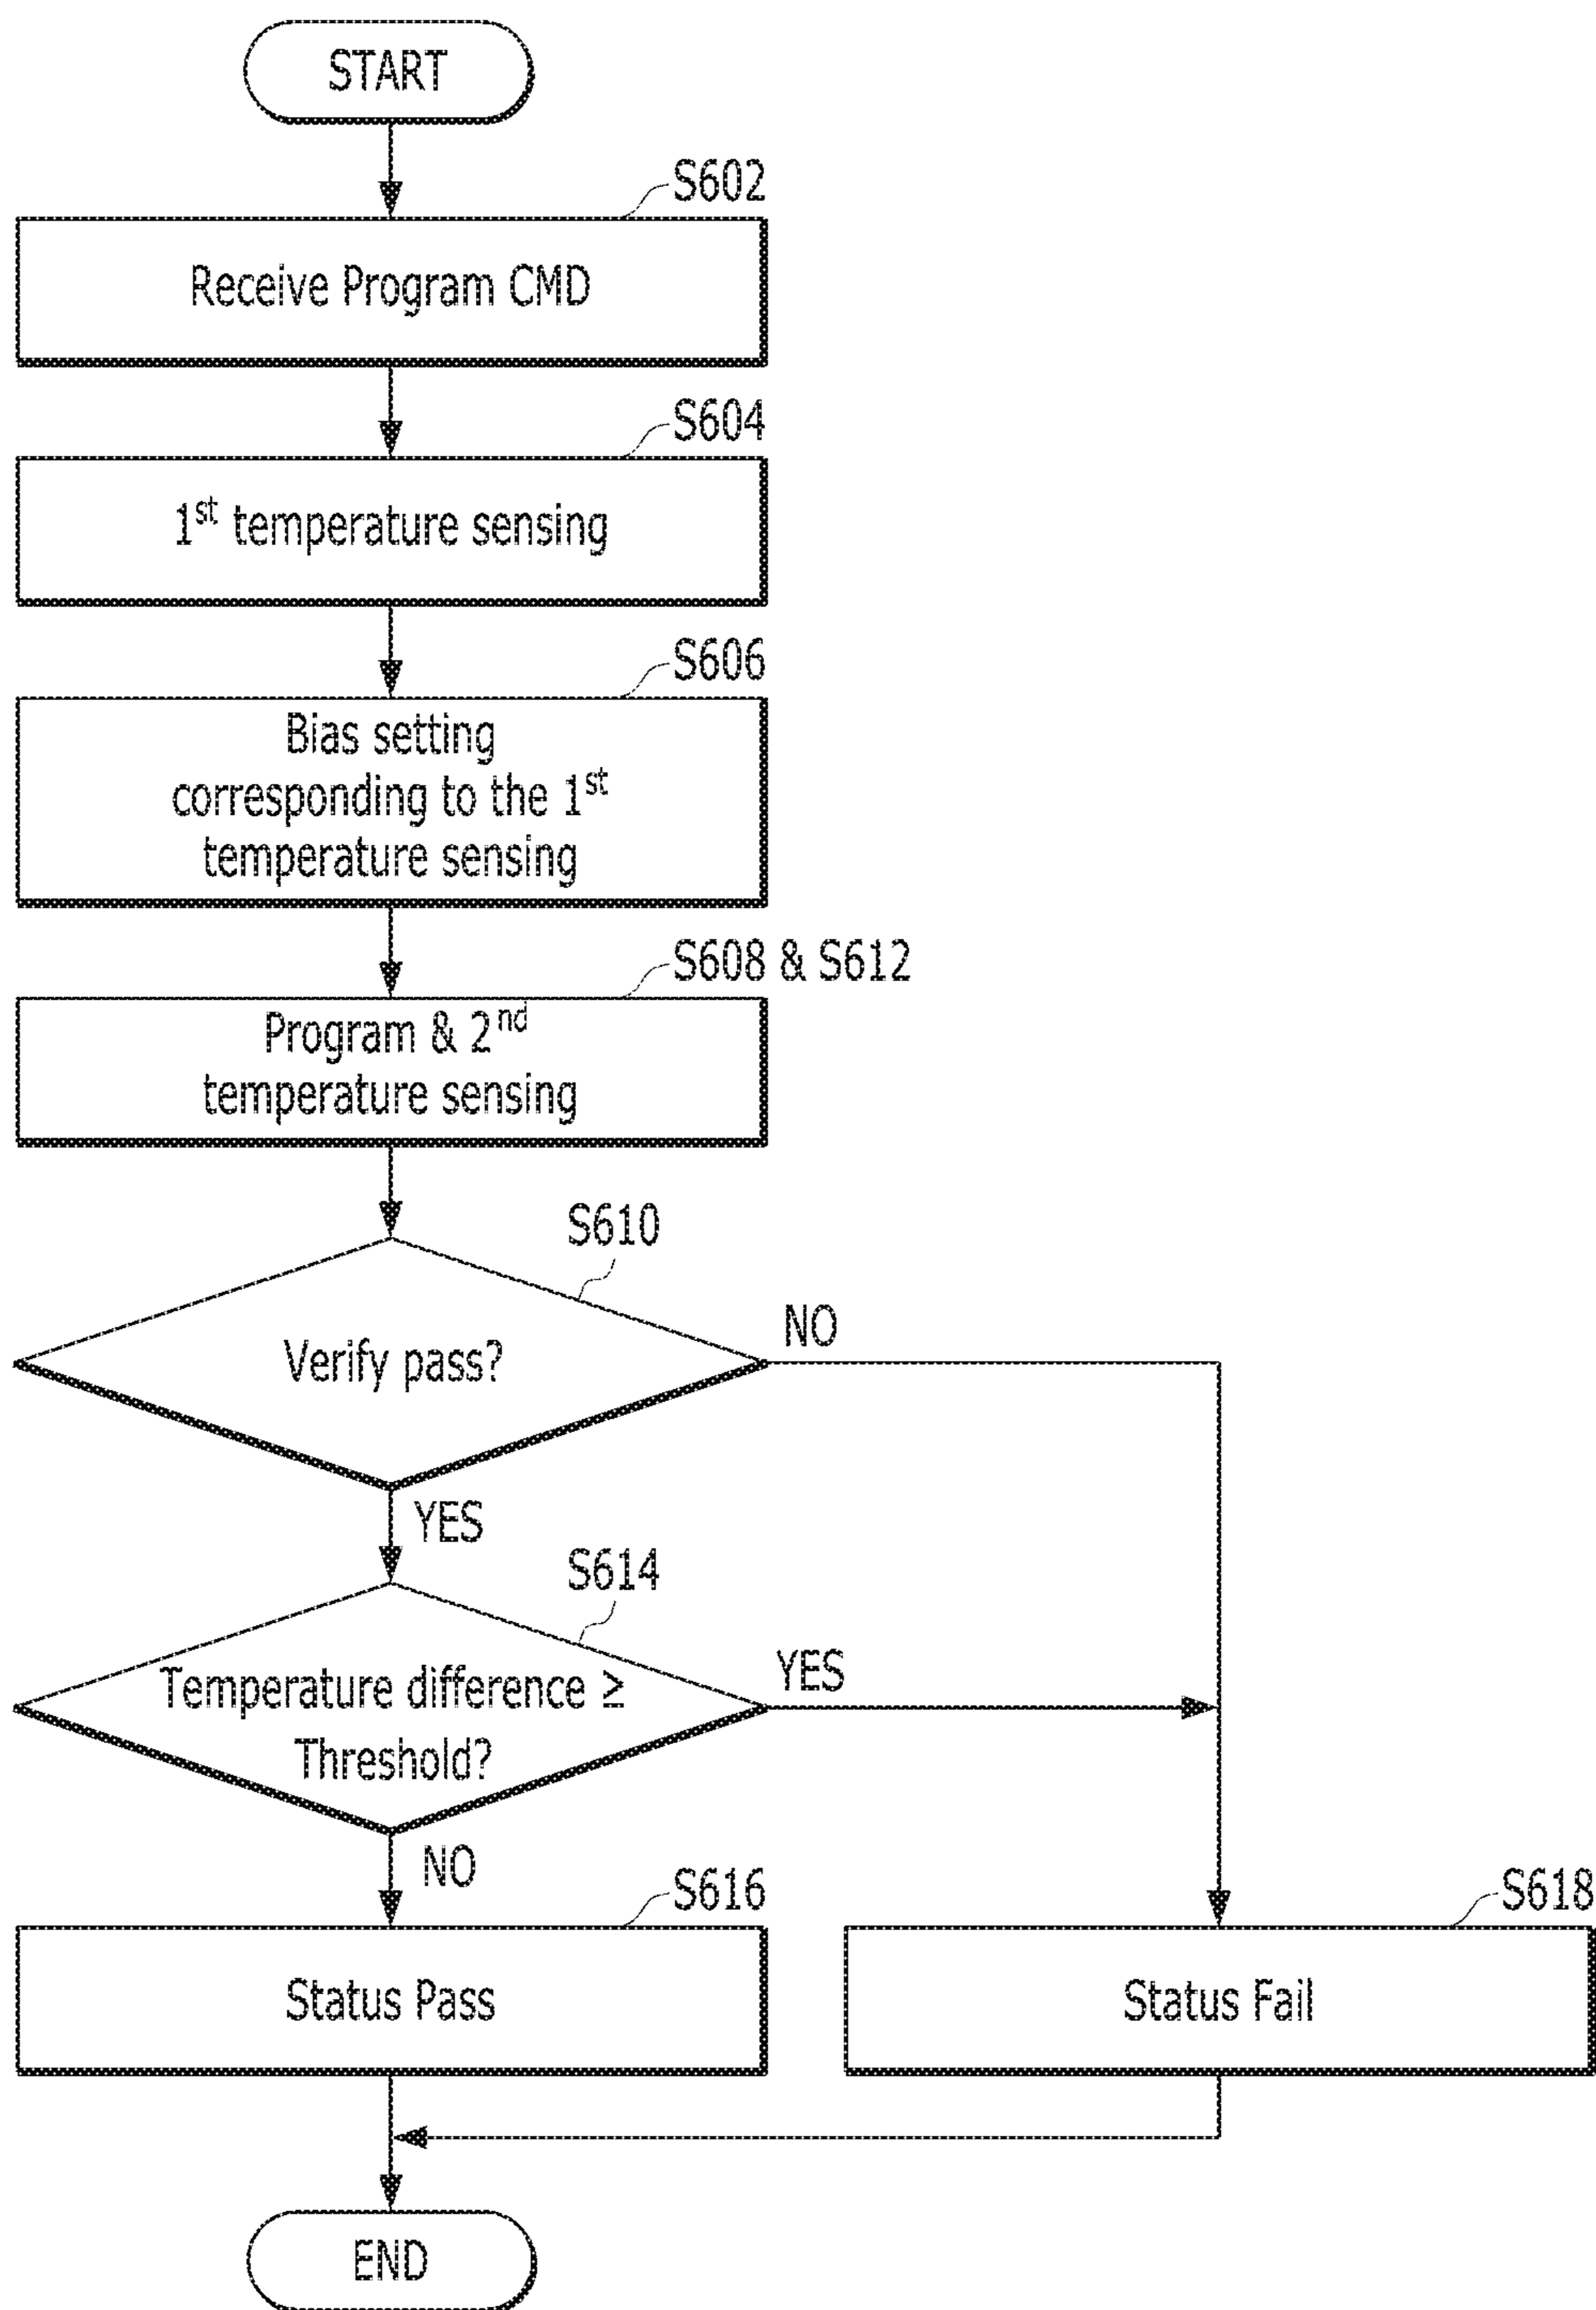 START
S602
Receive Program CMD
S604
1st temperature sensing
S606
Bias setting
corresponding to the 1st
temperature sensing
S608 & S612
Program & 2nd
temperature sensing
S610
Verify pass?
NO
YES
S614
Temperature difference ≥
Threshold?
YES
NO
S616
Status Pass
S618
Status Fail
END